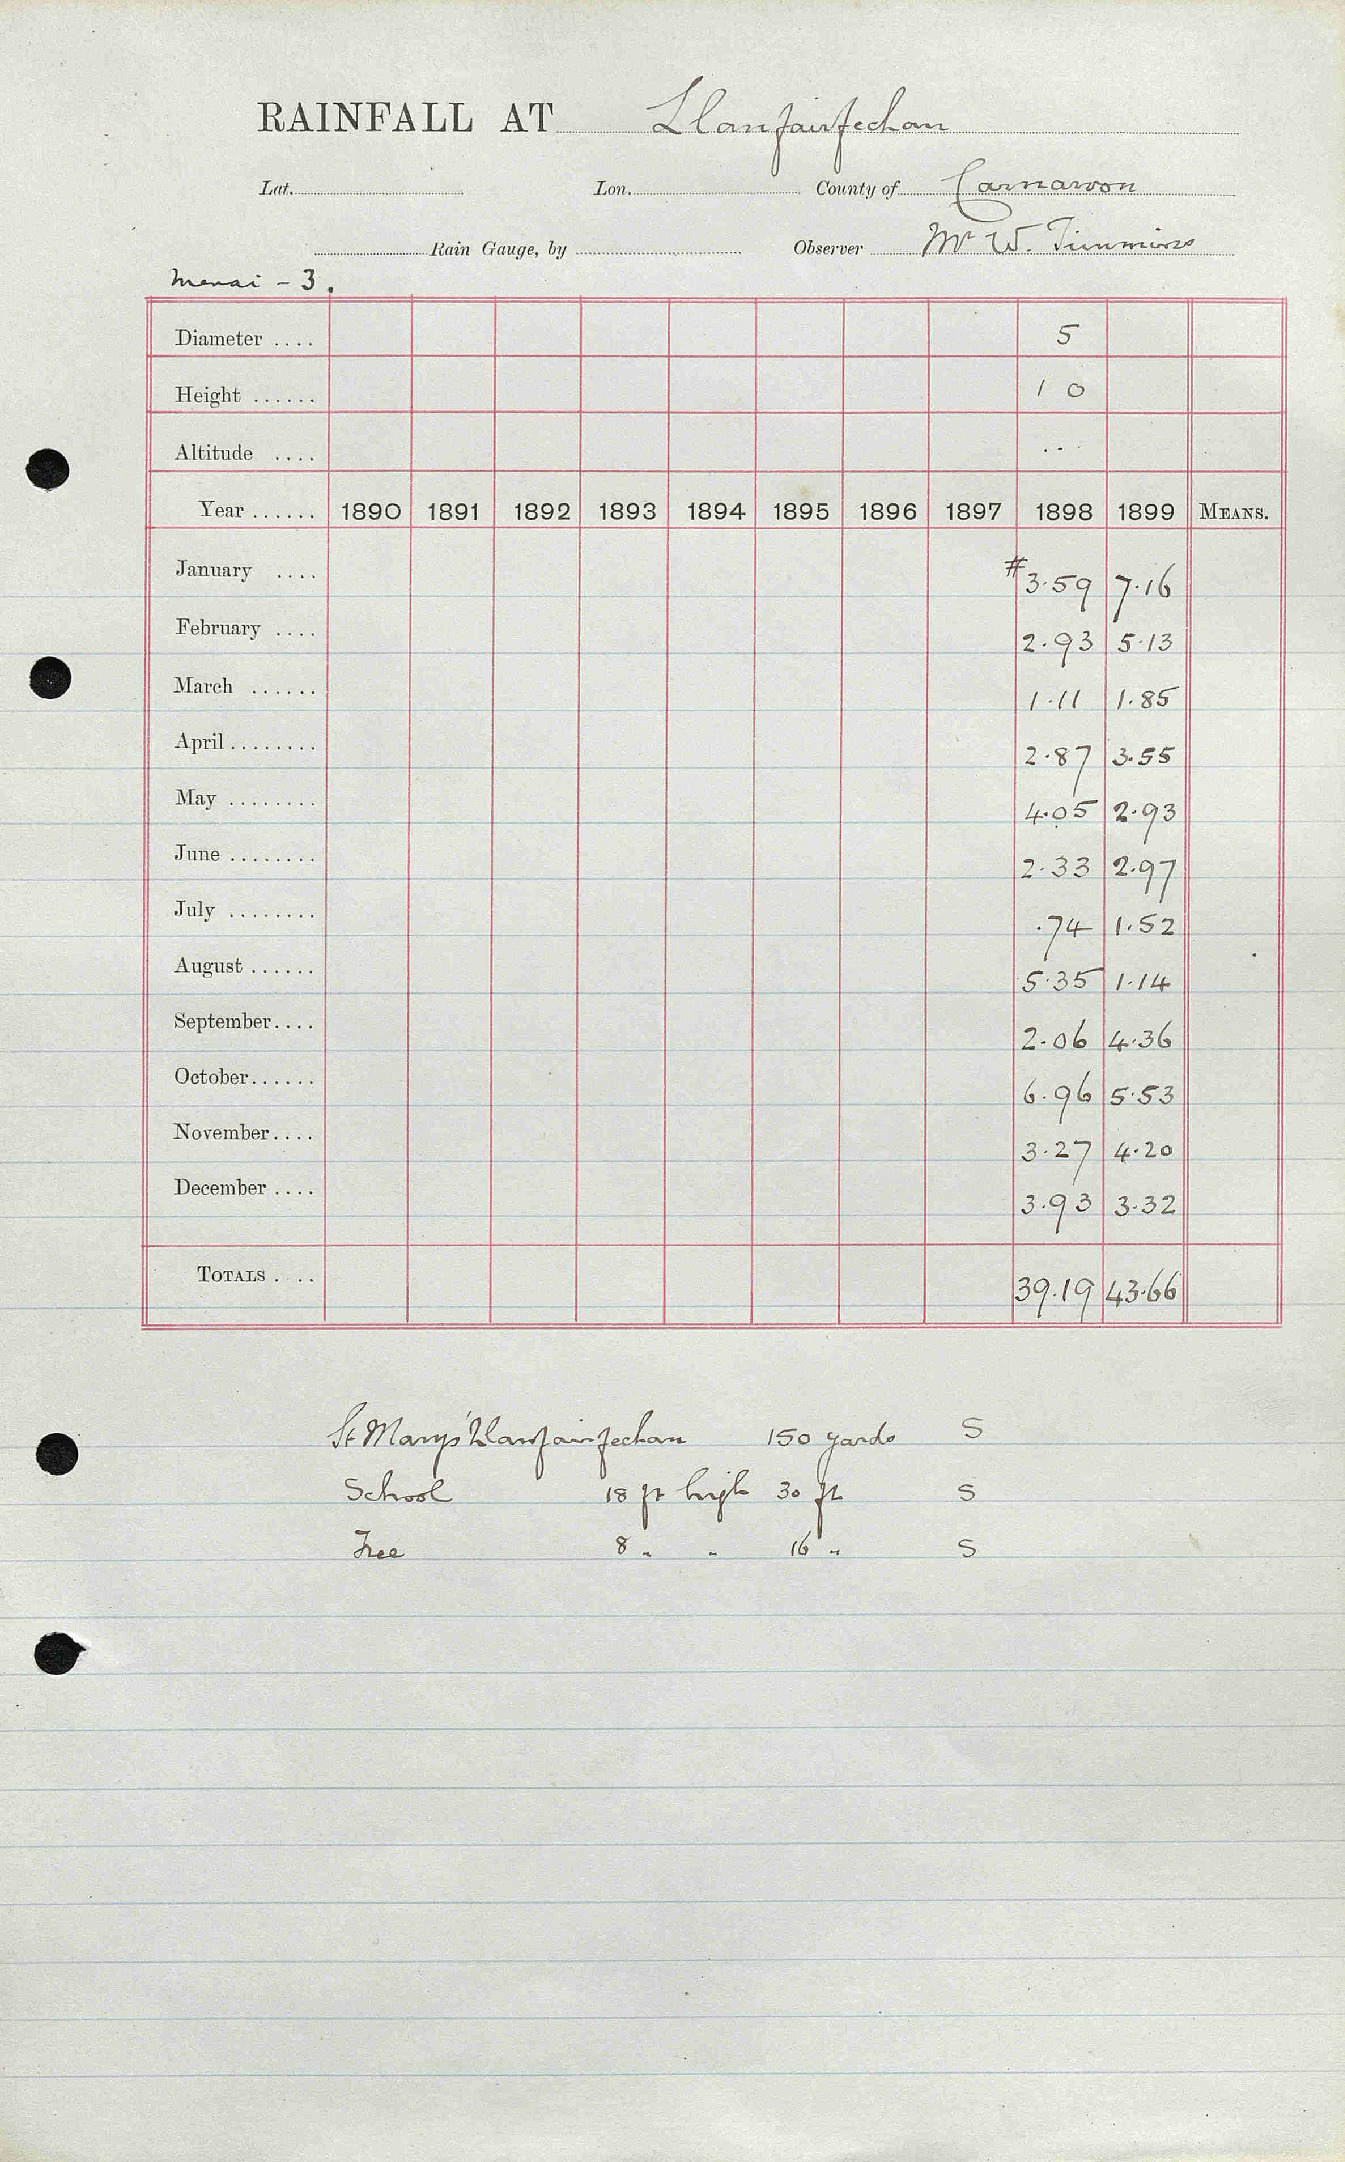 RAINFALL AT Llanfairfechan
Lat. Lon. County of Carnarvon
Rain Gauge, by Observer Mr W. Timmins
Menai - 3.
Diameter .... 5
Height ...... 1 0
Altitude .... ...
Year ...... 1890 1891 1892 1893 1894 1895 1896 1897 1898 1899 MEANS.
January .... #3.59 7.16
February .... 2.93 5.13
March ...... 1.11 1.85
April ........ 2.87 3.55
May ........ 4.05 2.93
June ........ 2.33 2.97
July ........ .74 1.52
August ...... 5.35 1.14
September.... 2.06 4.36
October...... 6.96 5.53
November.... 3.27 4.20
December .... 3.93 3.32
TOTALS .... 39.19 43.66
St Mary's Llanfairfechan 150 yards S
School 18 ft high 30 ft S
Tree 8 " " 16 " S